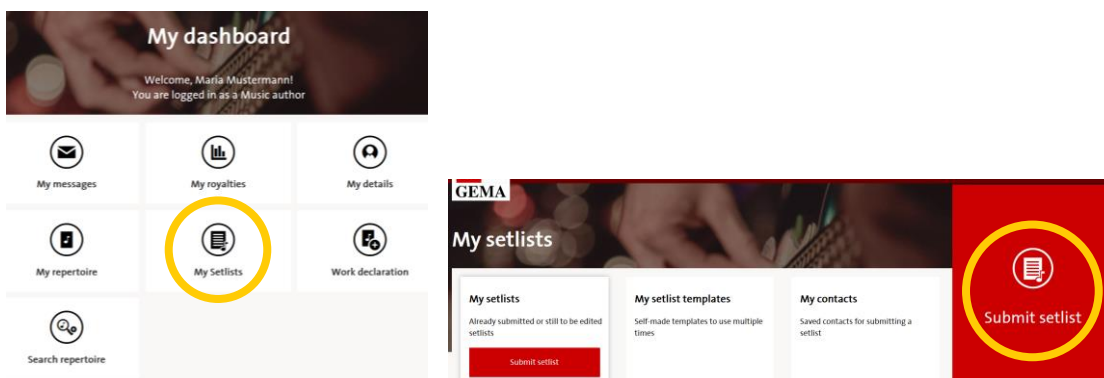 My dashboard
Welcome, Maria Mustermann!
You are logged in as a Music author
My messages
My royalties
My details
My repertoire
My Setlists
Work declaration
Search repertoire
GEMA
My setlists
My setlists
Already submitted or still to be edited
setlists
Submit setlist
My setlist templates
Self-made templates to use multiple
times
My contacts
Saved contacts for submitting a
setlist
Submit setlist